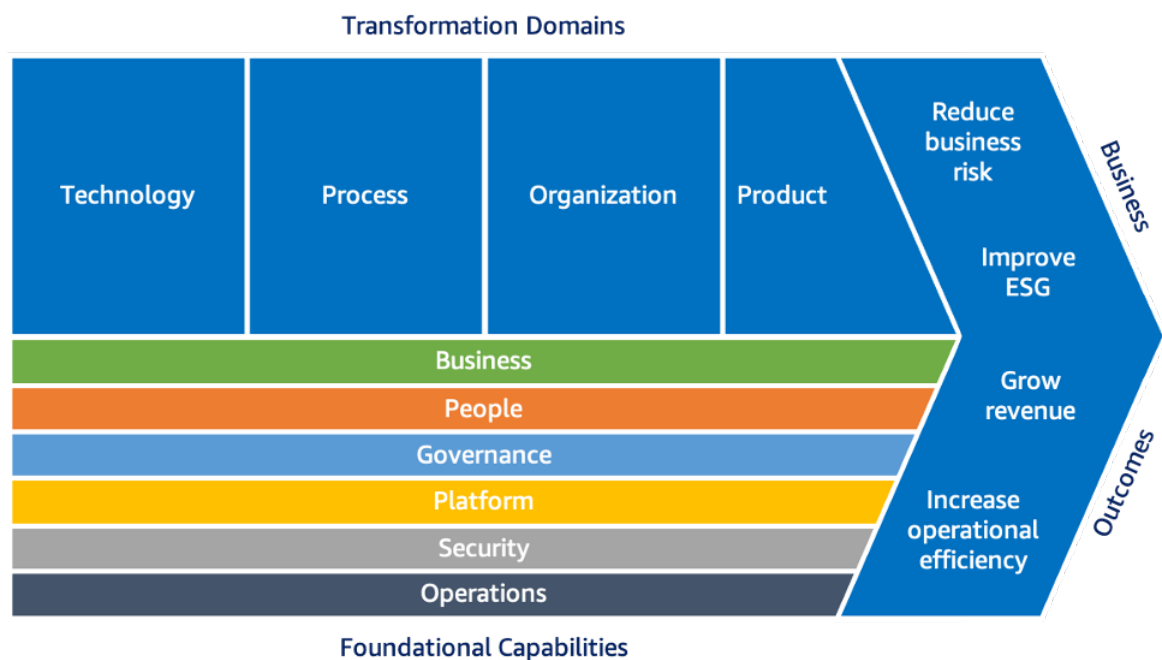 Transformation Domains
Technology
Process
Organization
Product
Reduce
business
risk
Improve
ESG
Grow
revenue
Increase
operational
efficiency
Business
Outcomes
Business
People
Governance
Platform
Security
Operations
Foundational Capabilities